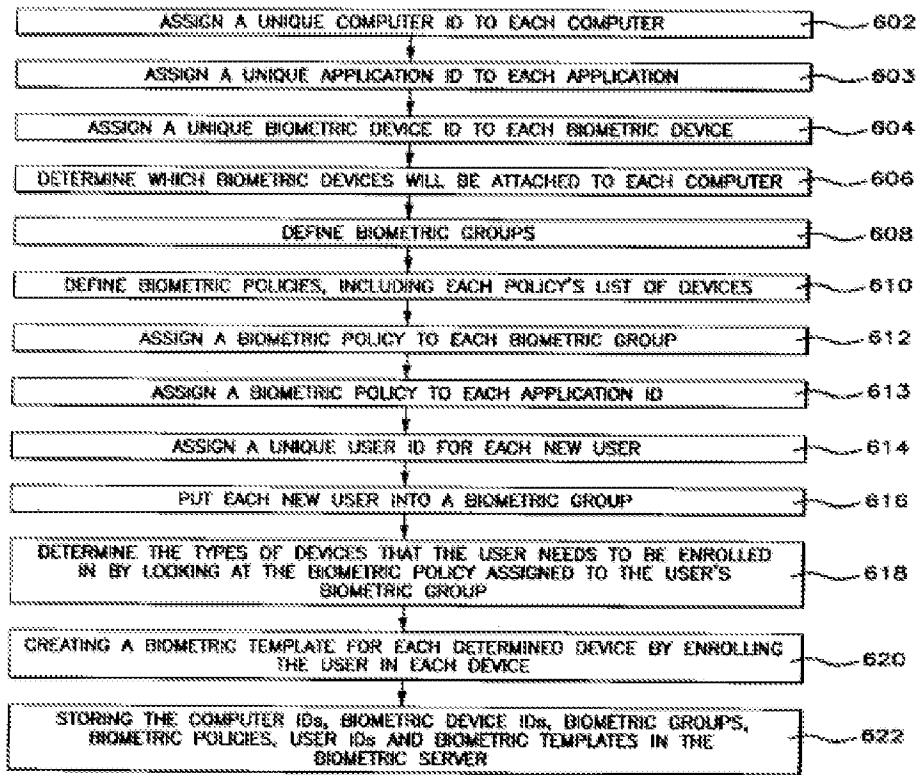 ASSIGN A UNIQUE COMPUTER ID TO EACH COMPUTER 602
ASSIGN A UNIQUE APPLICATION ID TO EACH APPLICATION 603
ASSIGN A UNIQUE BIOMETRIC DEVICE ID TO EACH BIOMETRIC DEVICE 604
DETERMINE WHICH BIOMETRIC DEVICES WILL BE ATTACHED TO EACH COMPUTER 606
DEFINE BIOMETRIC GROUPS 608
DEFINE BIOMETRIC POLICIES, INCLUDING EACH POLICY'S LIST OF DEVICES 610
ASSIGN A BIOMETRIC POLICY TO EACH BIOMETRIC GROUP 612
ASSIGN A BIOMETRIC POLICY TO EACH APPLICATION ID 613
ASSIGN A UNIQUE USER ID FOR EACH NEW USER 614
PUT EACH NEW USER INTO A BIOMETRIC GROUP 616
DETERMINE THE TYPES OF DEVICES THAT THE USER NEEDS TO BE ENROLLED
IN BY LOOKING AT THE BIOMETRIC POLICY ASSIGNED TO THE USER'S 618
BIOMETRIC GROUP
CREATING A BIOMETRIC TEMPLATE FOR EACH DETERMINED DEVICE BY ENROLLING
THE USER IN EACH DEVICE 620
STORING THE COMPUTER IDs, BIOMETRIC DEVICE IDs, BIOMETRIC GROUPS,
BIOMETRIC POLICIES, USER IDs AND BIOMETRIC TEMPLATES IN THE 622
BIOMETRIC SERVER